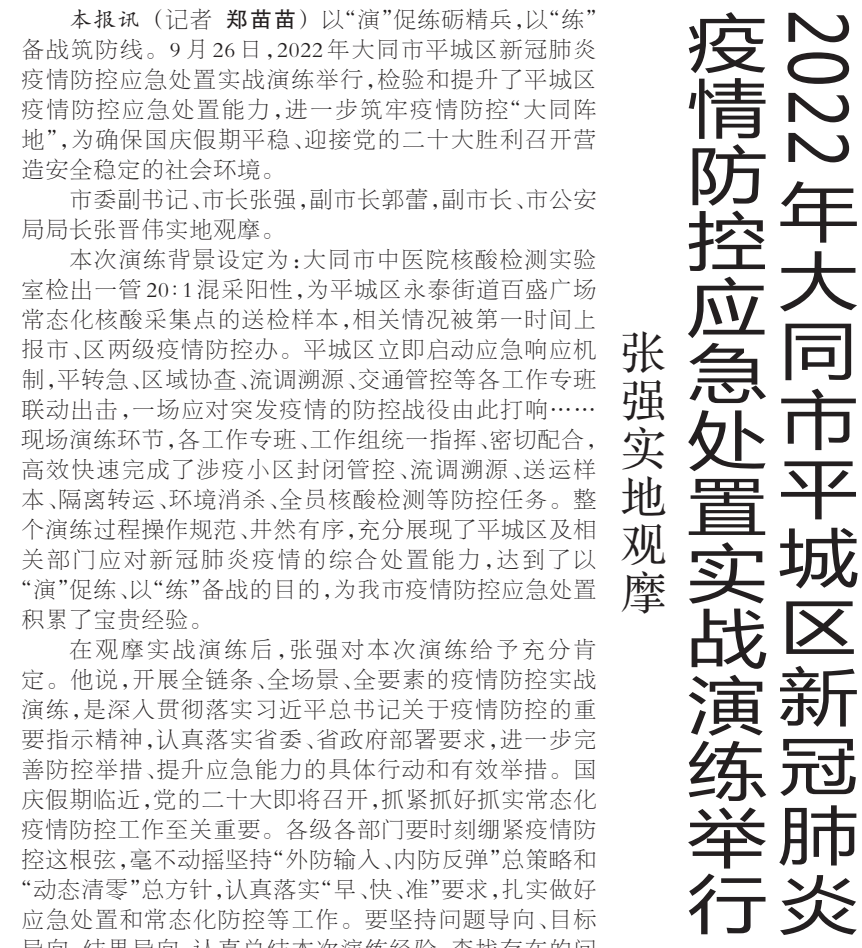 2022年大同市平城区新冠肺炎
疫情防控应急处置实战演练举行
张强实地观摩
本报讯（记者 郑苗苗）以“演”促练砺精兵，以“练”
备战筑防线。9月26日，2022年大同市平城区新冠肺炎
疫情防控应急处置实战演练举行，检验和提升了平城区
疫情防控应急处置能力，进一步筑牢疫情防控“大同阵
地”，为确保国庆假期平稳、迎接党的二十大胜利召开营
造安全稳定的社会环境。
市委副书记、市长张强，副市长郭蕾，副市长、市公安
局局长张晋伟实地观摩。
本次演练背景设定为：大同市中医院核酸检测实验
室检出一管20：1混采阳性，为平城区永泰街道百盛广场
常态化核酸采集点的送检样本，相关情况被第一时间上
报市、区两级疫情防控办。平城区立即启动应急响应机
制，平转急、区域协查、流调溯源、交通管控等各工作专班
联动出击，一场应对突发疫情的防控战役由此打响……
现场演练环节，各工作专班、工作组统一指挥、密切配合，
高效快速完成了涉疫小区封闭管控、流调溯源、送运样
本、隔离转运、环境消杀、全员核酸检测等防控任务。整
个演练过程操作规范、井然有序，充分展现了平城区及相
关部门应对新冠肺炎疫情的综合处置能力，达到了以
“演”促练、以“练”备战的目的，为我市疫情防控应急处置
积累了宝贵经验。
在观摩实战演练后，张强对本次演练给予充分肯
定。他说，开展全链条、全场景、全要素的疫情防控实战
演练，是深入贯彻落实习近平总书记关于疫情防控的重
要指示精神，认真落实省委、省政府部署要求，进一步完
善防控举措、提升应急能力的具体行动和有效举措。国
庆假期临近，党的二十大即将召开，抓紧抓好抓实常态化
疫情防控工作至关重要。各级各部门要时刻绷紧疫情防
控这根弦，毫不动摇坚持“外防输入、内防反弹”总策略和
“动态清零”总方针，认真落实“早、快、准”要求，扎实做好
应急处置和常态化防控等工作。要坚持问题导向、目标